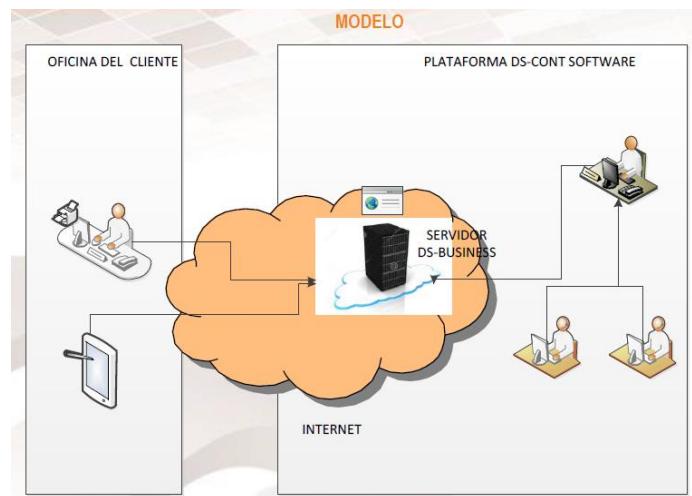 MODELO
OFICINA DEL CLIENTE
PLATAFORMA DS-CONT SOFTWARE
SERVIDOR
DS-BUSINESS
INTERNET